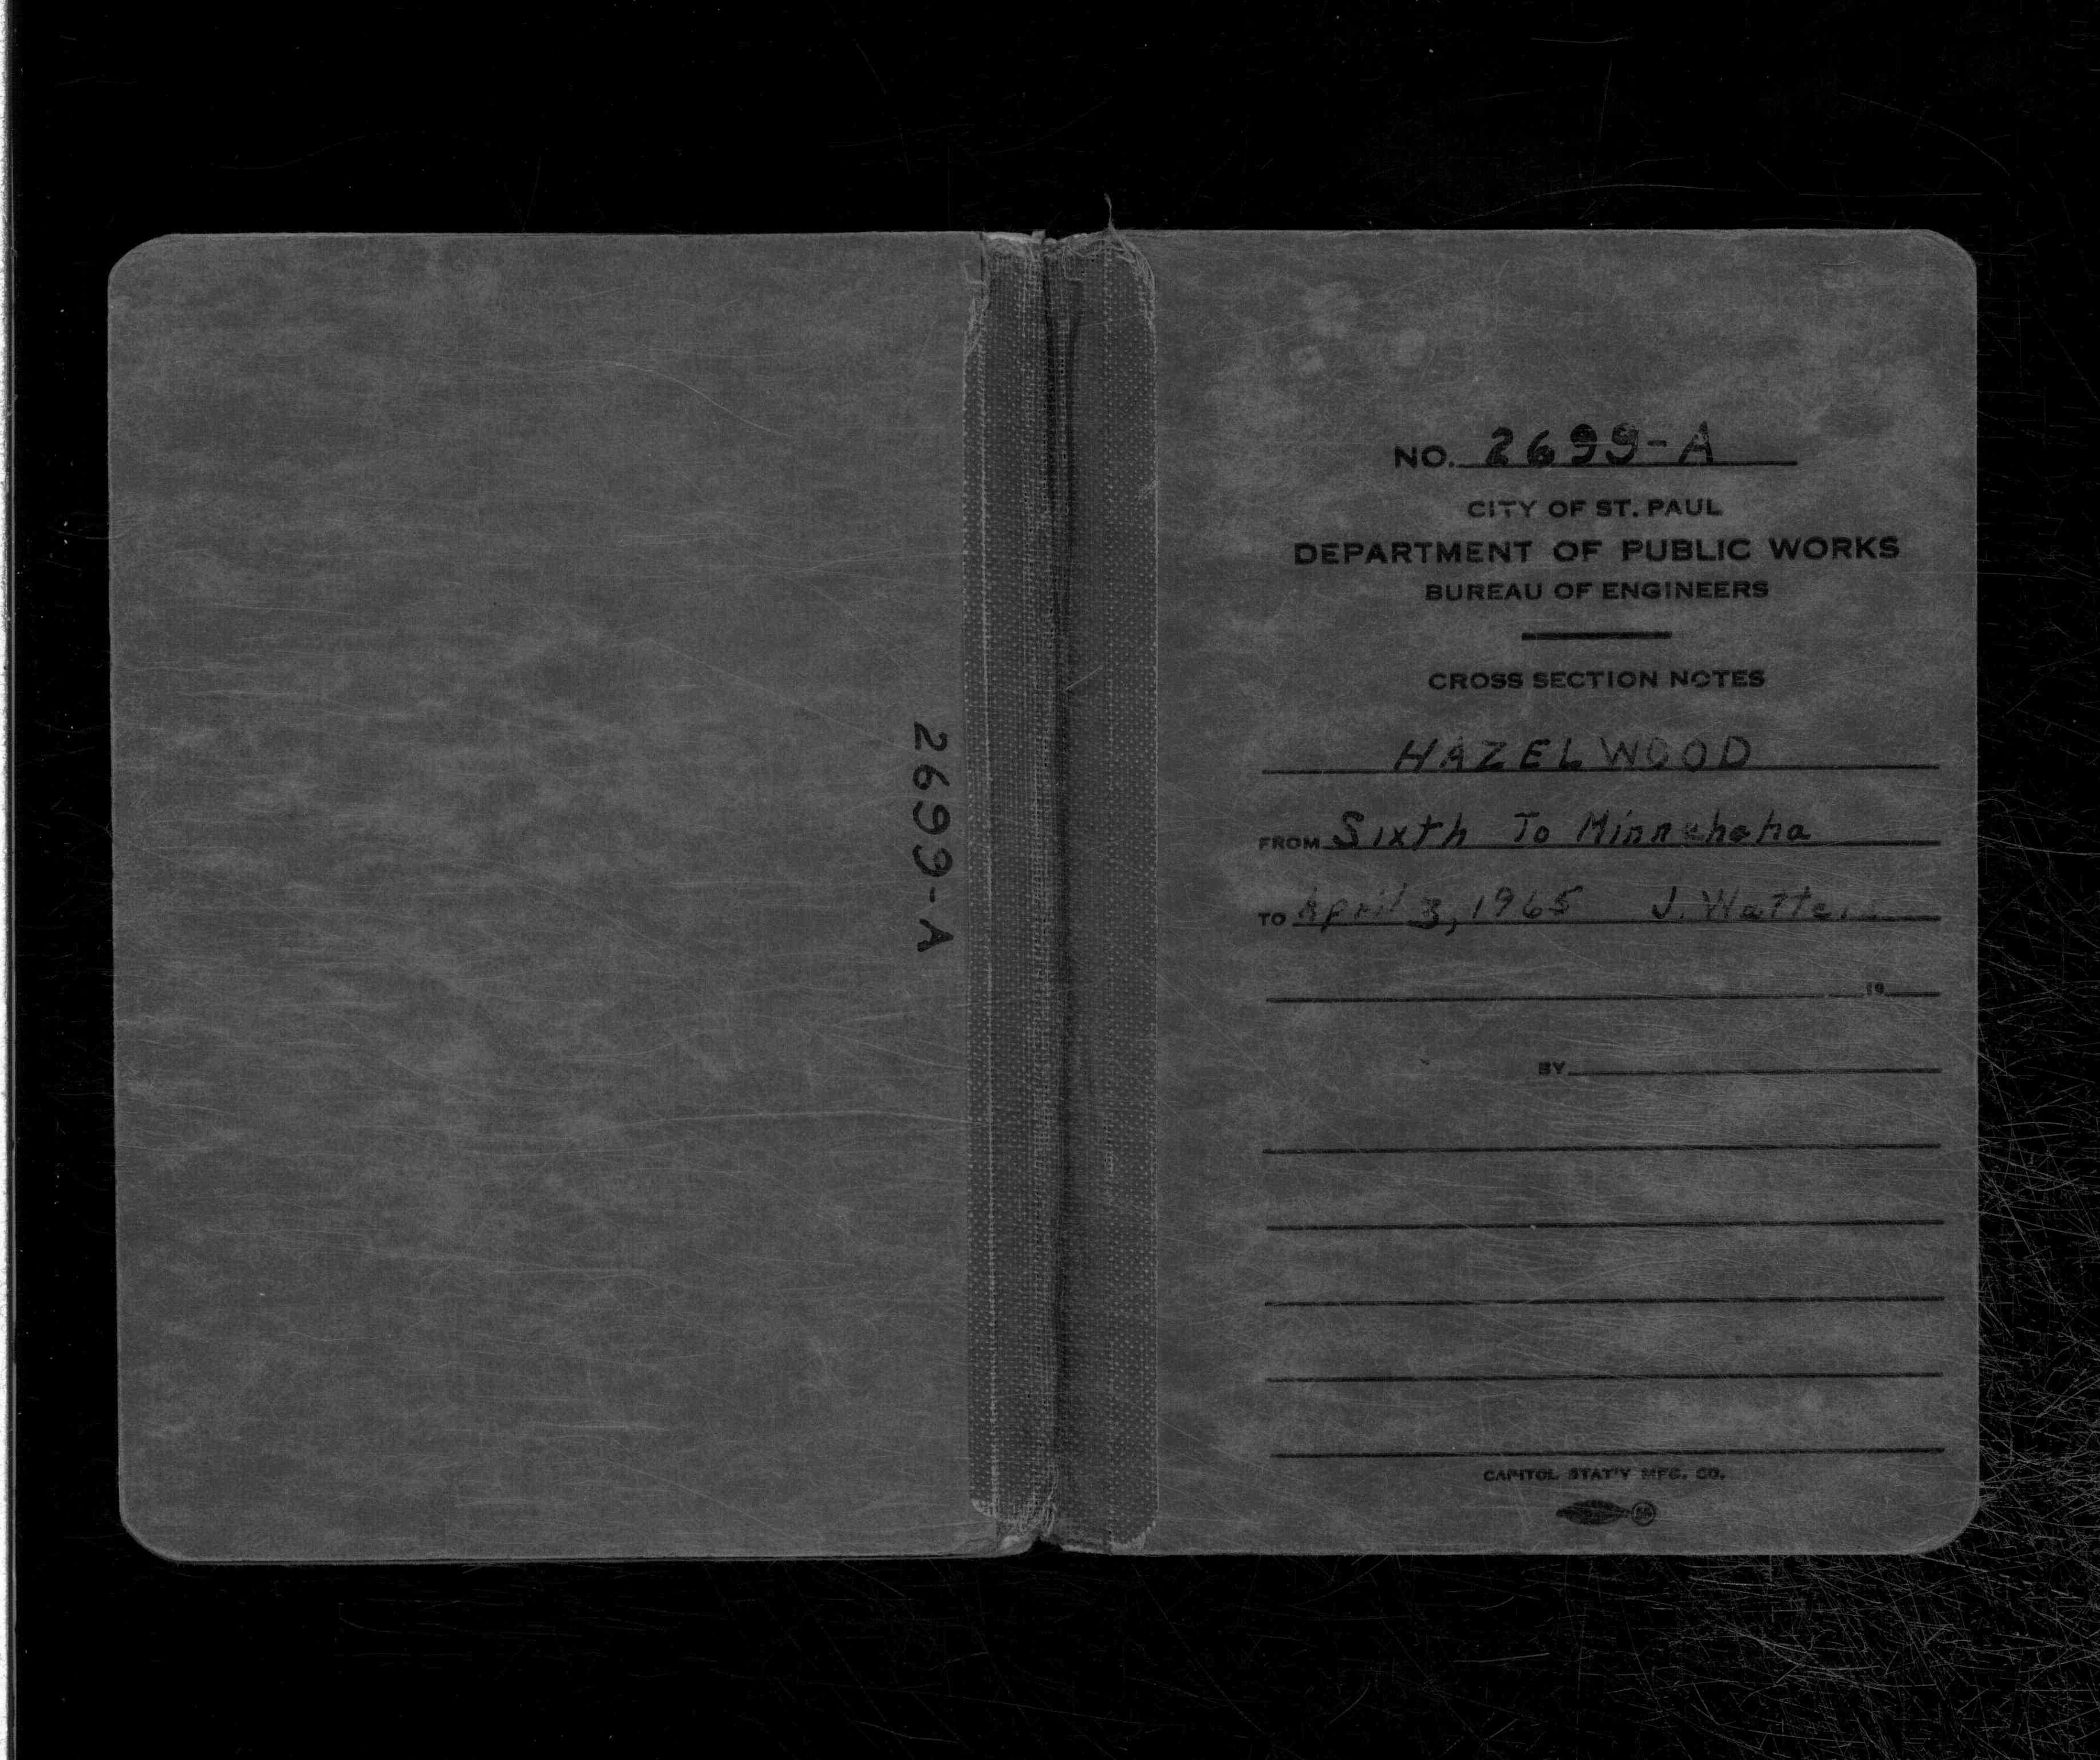 2699-A
NO. 2699-A
CITY OF ST. PAUL
DEPARTMENT OF PUBLIC WORKS
BUREAU OF ENGINEERS
CROSS SECTION NOTES
HAZELWOOD
FROM Sixth To Minnehaha
TO April 3, 1965 J.
19
BY
CAPITOL STAT'Y MFG. CO.